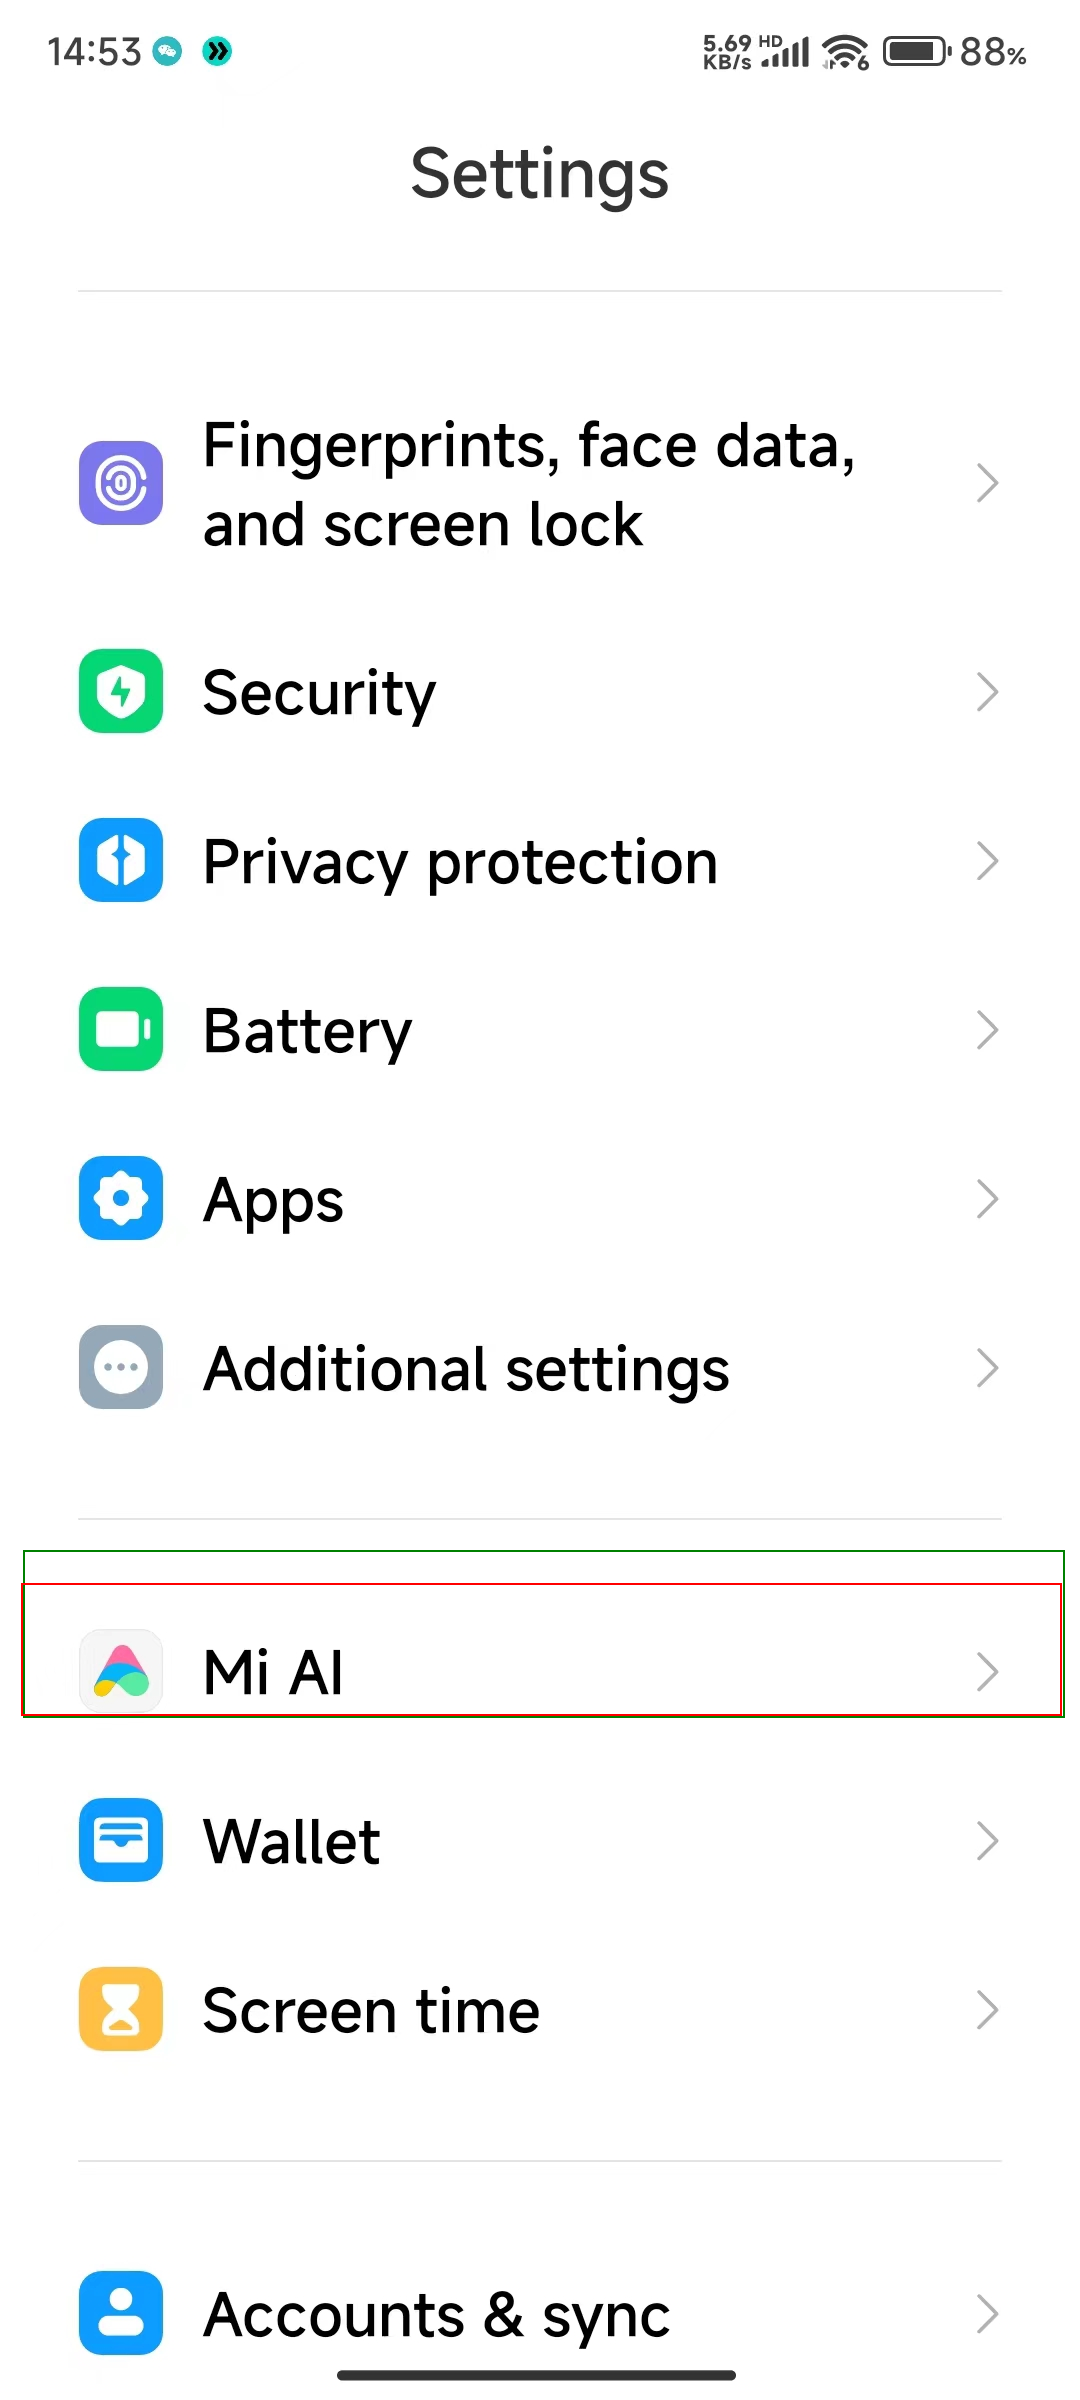 14:53
5.69 KB/s HD 6 88%
Settings
Fingerprints, face data,
and screen lock
Security
Privacy protection
Battery
Apps
Additional settings
Mi AI
Wallet
Screen time
Accounts & sync